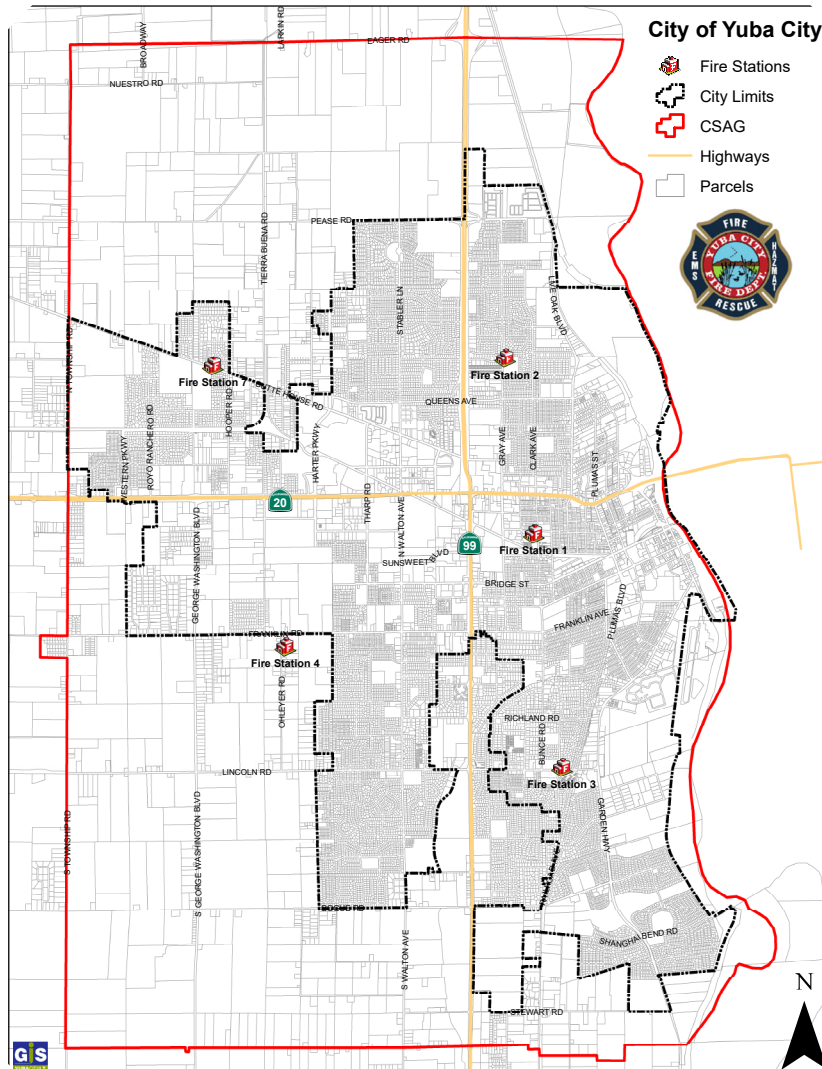 City of Yuba City
Fire Stations
City Limits
CSAG
Highways
Parcels
FIRE
HAZMAT
RESCUE
EMS
YUBA CITY
FIRE DEPT.
BROADWAY
LARKIN RD
EAGER RD
NUESTRO RD
PEASE RD
TIERRA BUENA RD
STABLER LN
LIVE OAK BLVD
N TOWNSHIP RD
Fire Station 7
Fire Station 2
BUTTE HOUSE RD
QUEENS AVE
HOOPER RD
ROYO RANCHERO RD
WESTERN PKWY
HARTER PKWY
GRAY AVE
CLARK AVE
PLUMAS ST
THARP RD
N WALTON AVE
20
99
GEORGE WASHINGTON BLVD
Fire Station 1
SUNSWEET BLVD
BRIDGE ST
FRANKLIN AVE
PLUMAS BLVD
FRANKLIN RD
Fire Station 4
OHLEYER RD
RICHLAND RD
BUNCE RD
LINCOLN RD
Fire Station 3
GARDEN HWY
S TOWNSHIP RD
S GEORGE WASHINGTON BLVD
BOGUE RD
S WALTON AVE
SHANGHAI BEND RD
STEWART RD
N
GIS